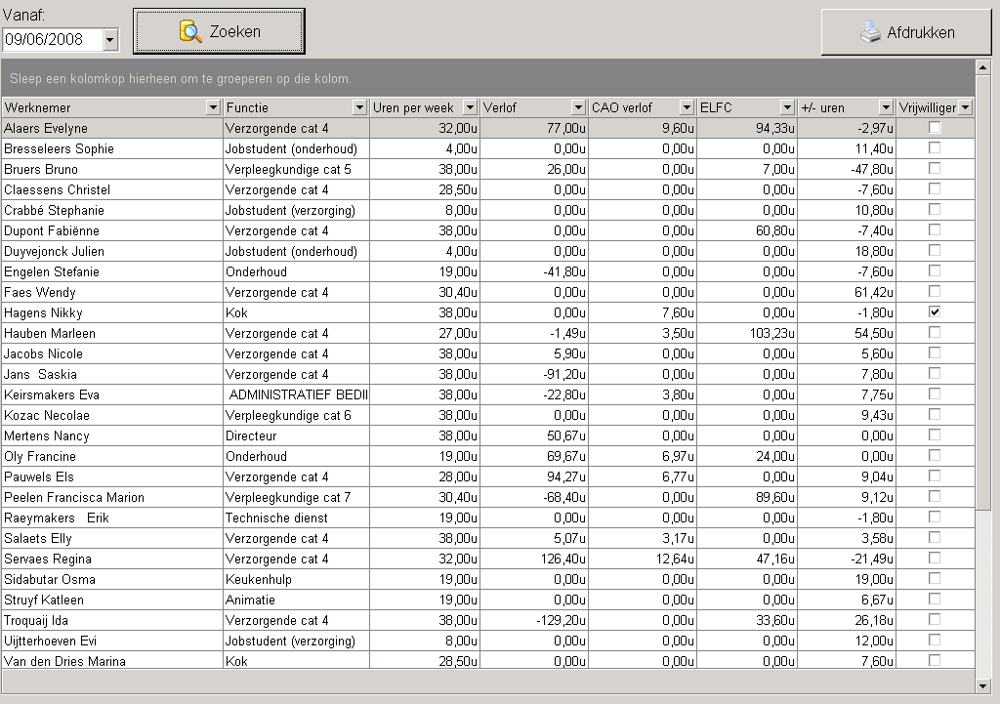 Vanaf:
09/06/2008 Zoeken Afdrukken
Sleep een kolomkop hierheen om te groeperen op die kolom.
Werknemer Functie Uren per week Verlof CAO verlof ELFC +/- uren Vrijwilliger
Alaers Evelyne Verzorgende cat 4 32,00u 77,00u 9,60u 94,33u -2,97u
Bresseleers Sophie Jobstudent (onderhoud) 4,00u 0,00u 0,00u 0,00u 11,40u
Bruers Bruno Verpleegkundige cat 5 38,00u 26,00u 0,00u 7,00u -47,80u
Claessens Christel Verzorgende cat 4 28,50u 0,00u 0,00u 0,00u -7,60u
Crabbé Stephanie Jobstudent (verzorging) 8,00u 0,00u 0,00u 0,00u 10,80u
Dupont Fabiënne Verzorgende cat 4 38,00u 0,00u 0,00u 60,80u -7,40u
Duyvejonck Julien Jobstudent (onderhoud) 4,00u 0,00u 0,00u 0,00u 18,80u
Engelen Stefanie Onderhoud 19,00u -41,80u 0,00u 0,00u -7,60u
Faes Wendy Verzorgende cat 4 30,40u 0,00u 0,00u 0,00u 61,42u
Hagens Nikky Kok 38,00u 0,00u 7,60u 0,00u -1,80u
Hauben Marleen Verzorgende cat 4 27,00u -1,49u 3,50u 103,23u 54,50u
Jacobs Nicole Verzorgende cat 4 38,00u 5,90u 0,00u 0,00u 5,60u
Jans Saskia Verzorgende cat 4 38,00u -91,20u 0,00u 0,00u 7,80u
Keirsmakers Eva ADMINISTRATIEF BEDII 38,00u -22,80u 3,80u 0,00u 7,75u
Kozac Necolae Verpleegkundige cat 6 38,00u 0,00u 0,00u 0,00u 9,43u
Mertens Nancy Directeur 38,00u 50,67u 0,00u 0,00u 0,00u
Oly Francine Onderhoud 19,00u 69,67u 6,97u 24,00u 0,00u
Pauwels Els Verzorgende cat 4 28,00u 94,27u 6,77u 0,00u 9,04u
Peelen Francisca Marion Verpleegkundige cat 7 30,40u -68,40u 0,00u 89,60u 9,12u
Raeymakers Erik Technische dienst 19,00u 0,00u 0,00u 0,00u -1,80u
Salaets Elly Verzorgende cat 4 38,00u 5,07u 3,17u 0,00u 3,58u
Servaes Regina Verzorgende cat 4 32,00u 126,40u 12,64u 47,16u -21,49u
Sidabutar Osma Keukenhulp 19,00u 0,00u 0,00u 0,00u 19,00u
Struyf Katleen Animatie 19,00u 0,00u 0,00u 0,00u 6,67u
Troquaij Ida Verzorgende cat 4 38,00u -129,20u 0,00u 33,60u 26,18u
Uijtterhoeven Evi Jobstudent (verzorging) 8,00u 0,00u 0,00u 0,00u 12,00u
Van den Dries Marina Kok 28,50u 0,00u 0,00u 0,00u 7,60u